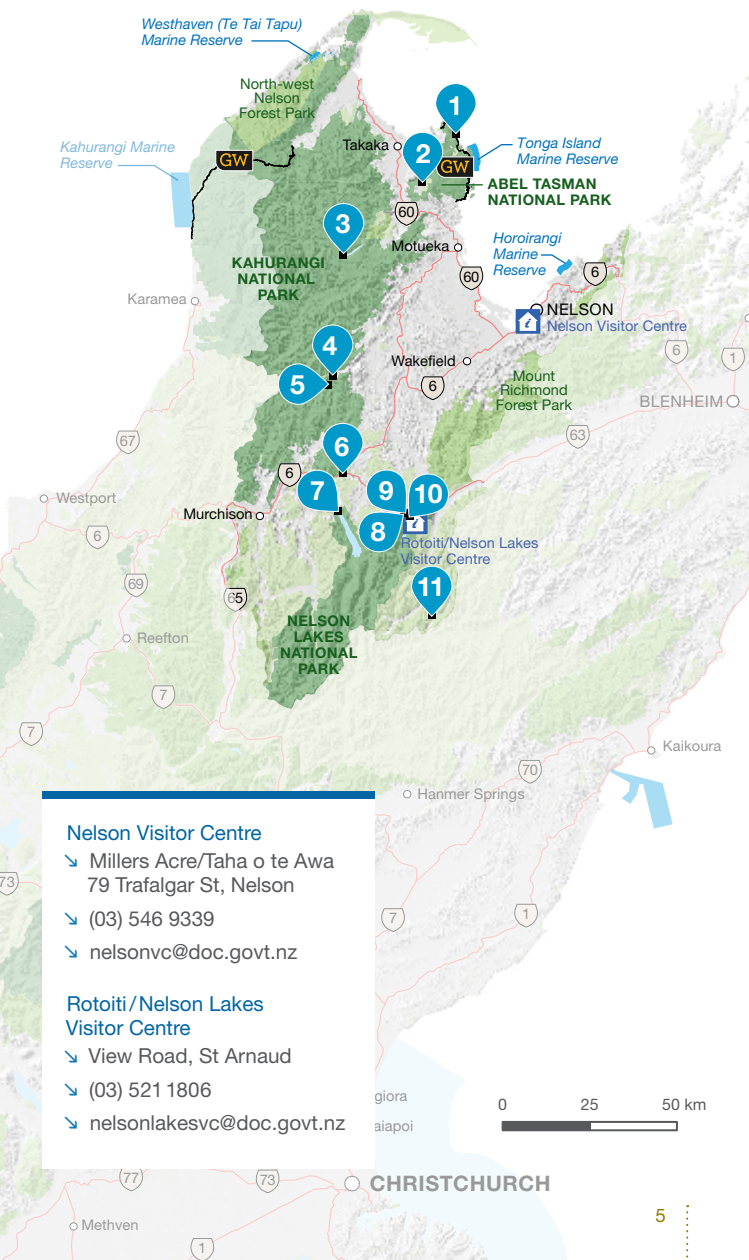 Westhaven (Te Tai Tapu)
Marine Reserve
North-west
Nelson
Forest Park
1
Kahurangi Marine
Reserve
GW
Takaka
2
GW
Tonga Island
Marine Reserve
ABEL TASMAN
NATIONAL PARK
60
3
Motueka
Horoirangi
Marine
Reserve
6
60
KAHURANGI
NATIONAL
PARK
Karamea
NELSON
i
Nelson Visitor Centre
4
5
Wakefield
6
6
1
Mount
Richmond
Forest Park
BLENHEIM
67
63
6
6
7
9
10
Westport
Murchison
8
i
Rotoiti/Nelson Lakes
Visitor Centre
6
69
65
11
NELSON
LAKES
NATIONAL
PARK
Reefton
7
7
Kaikoura
70
Hanmer Springs
73
7
1
Nelson Visitor Centre
↘ Millers Acre/Taha o te Awa
79 Trafalgar St, Nelson
↘ (03) 546 9339
↘ nelsonvc@doc.govt.nz
Rotoiti/Nelson Lakes
Visitor Centre
↘ View Road, St Arnaud
↘ (03) 521 1806
↘ nelsonlakesvc@doc.govt.nz
giora
aiapoi
0 25 50 km
77
73
CHRISTCHURCH
Methven
1
5